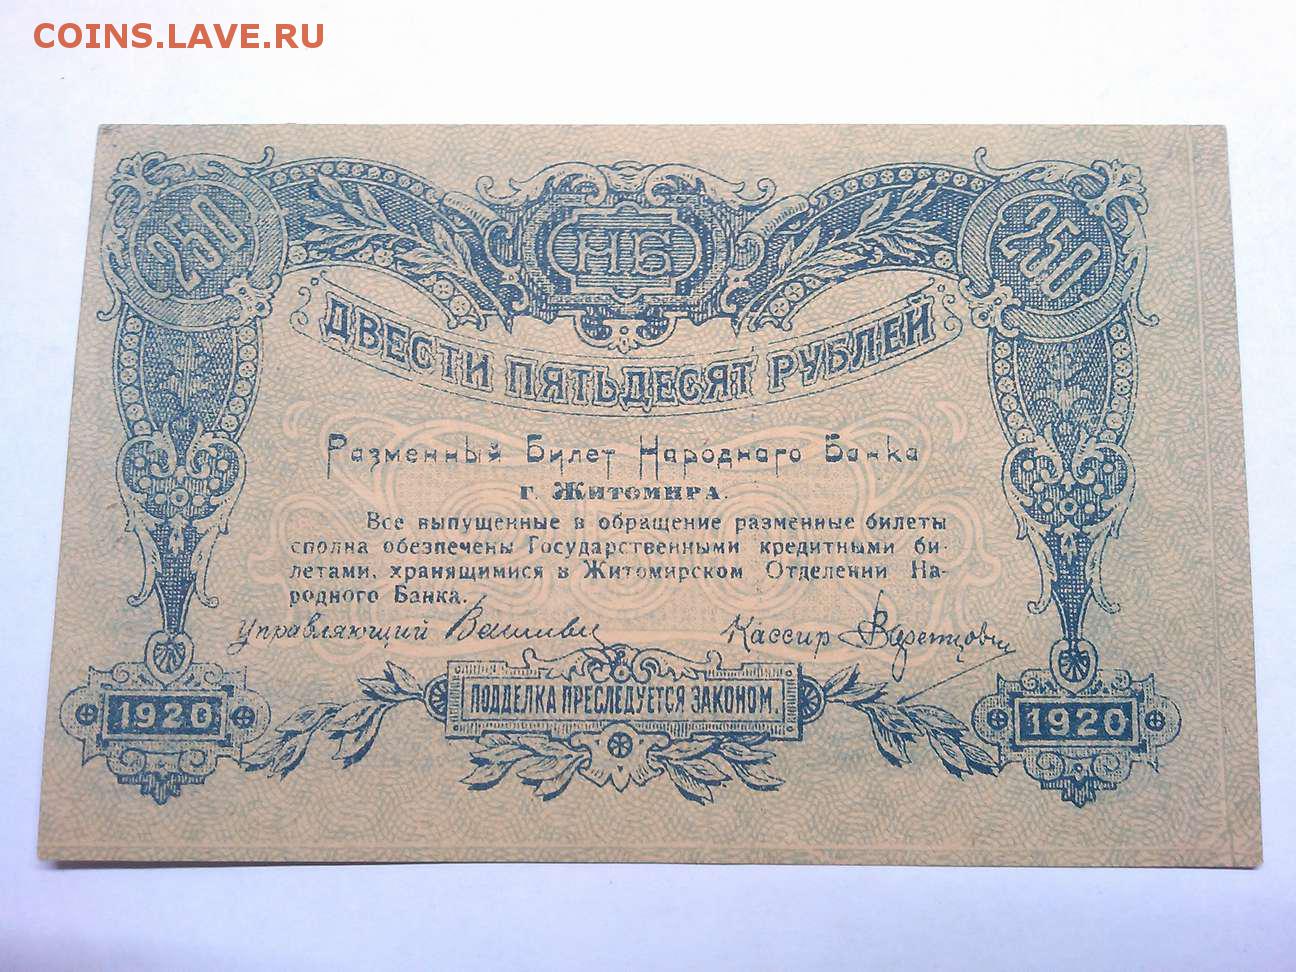 COINS.LAVE.RU
250
НБ
250
ДВЕСТИ ПЯТЬДЕСЯТ РУБЛЕЙ
Разменный Билет Народного Банка
г. Житомира.
Все выпущенные в обращение разменные билеты
сполна обезпечены Государственными кредитными би-
летами, хранящимися в Житомирском Отделении На-
родного Банка.
Управляющий
Кассир
ПОДДЕЛКА ПРЕСЛЕДУЕТСЯ ЗАКОНОМ.
1920
1920